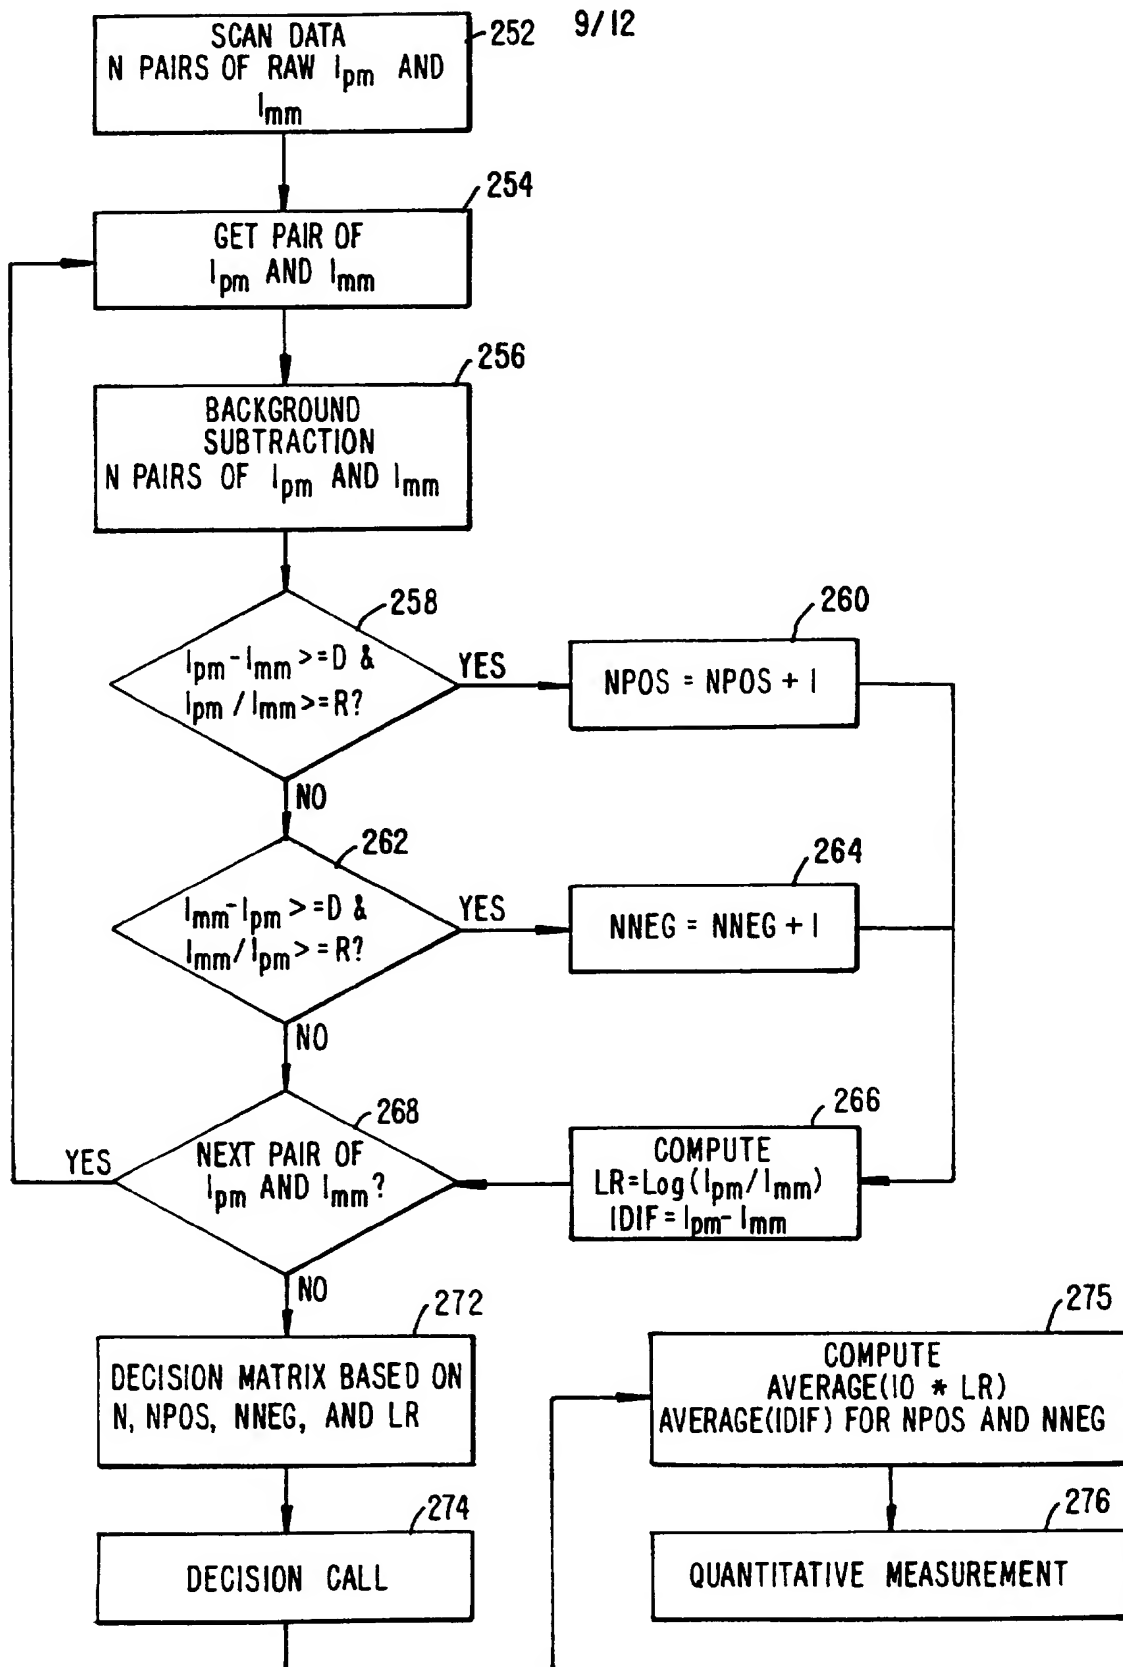 9/12
252
SCAN DATA
N PAIRS OF RAW Ipm AND
Imm
254
GET PAIR OF
Ipm AND Imm
256
BACKGROUND
SUBTRACTION
N PAIRS OF Ipm AND Imm
258
Ipm-Imm >=D &
Ipm / Imm >=R?
YES
260
NPOS = NPOS + 1
NO
262
Imm-Ipm >=D &
Imm/Ipm >=R?
YES
264
NNEG = NNEG + 1
NO
268
NEXT PAIR OF
Ipm AND Imm?
YES
266
COMPUTE
LR=Log(Ipm/Imm)
IDIF=Ipm-Imm
NO
272
DECISION MATRIX BASED ON
N, NPOS, NNEG, AND LR
274
DECISION CALL
275
COMPUTE
AVERAGE(10 * LR)
AVERAGE(IDIF) FOR NPOS AND NNEG
276
QUANTITATIVE MEASUREMENT